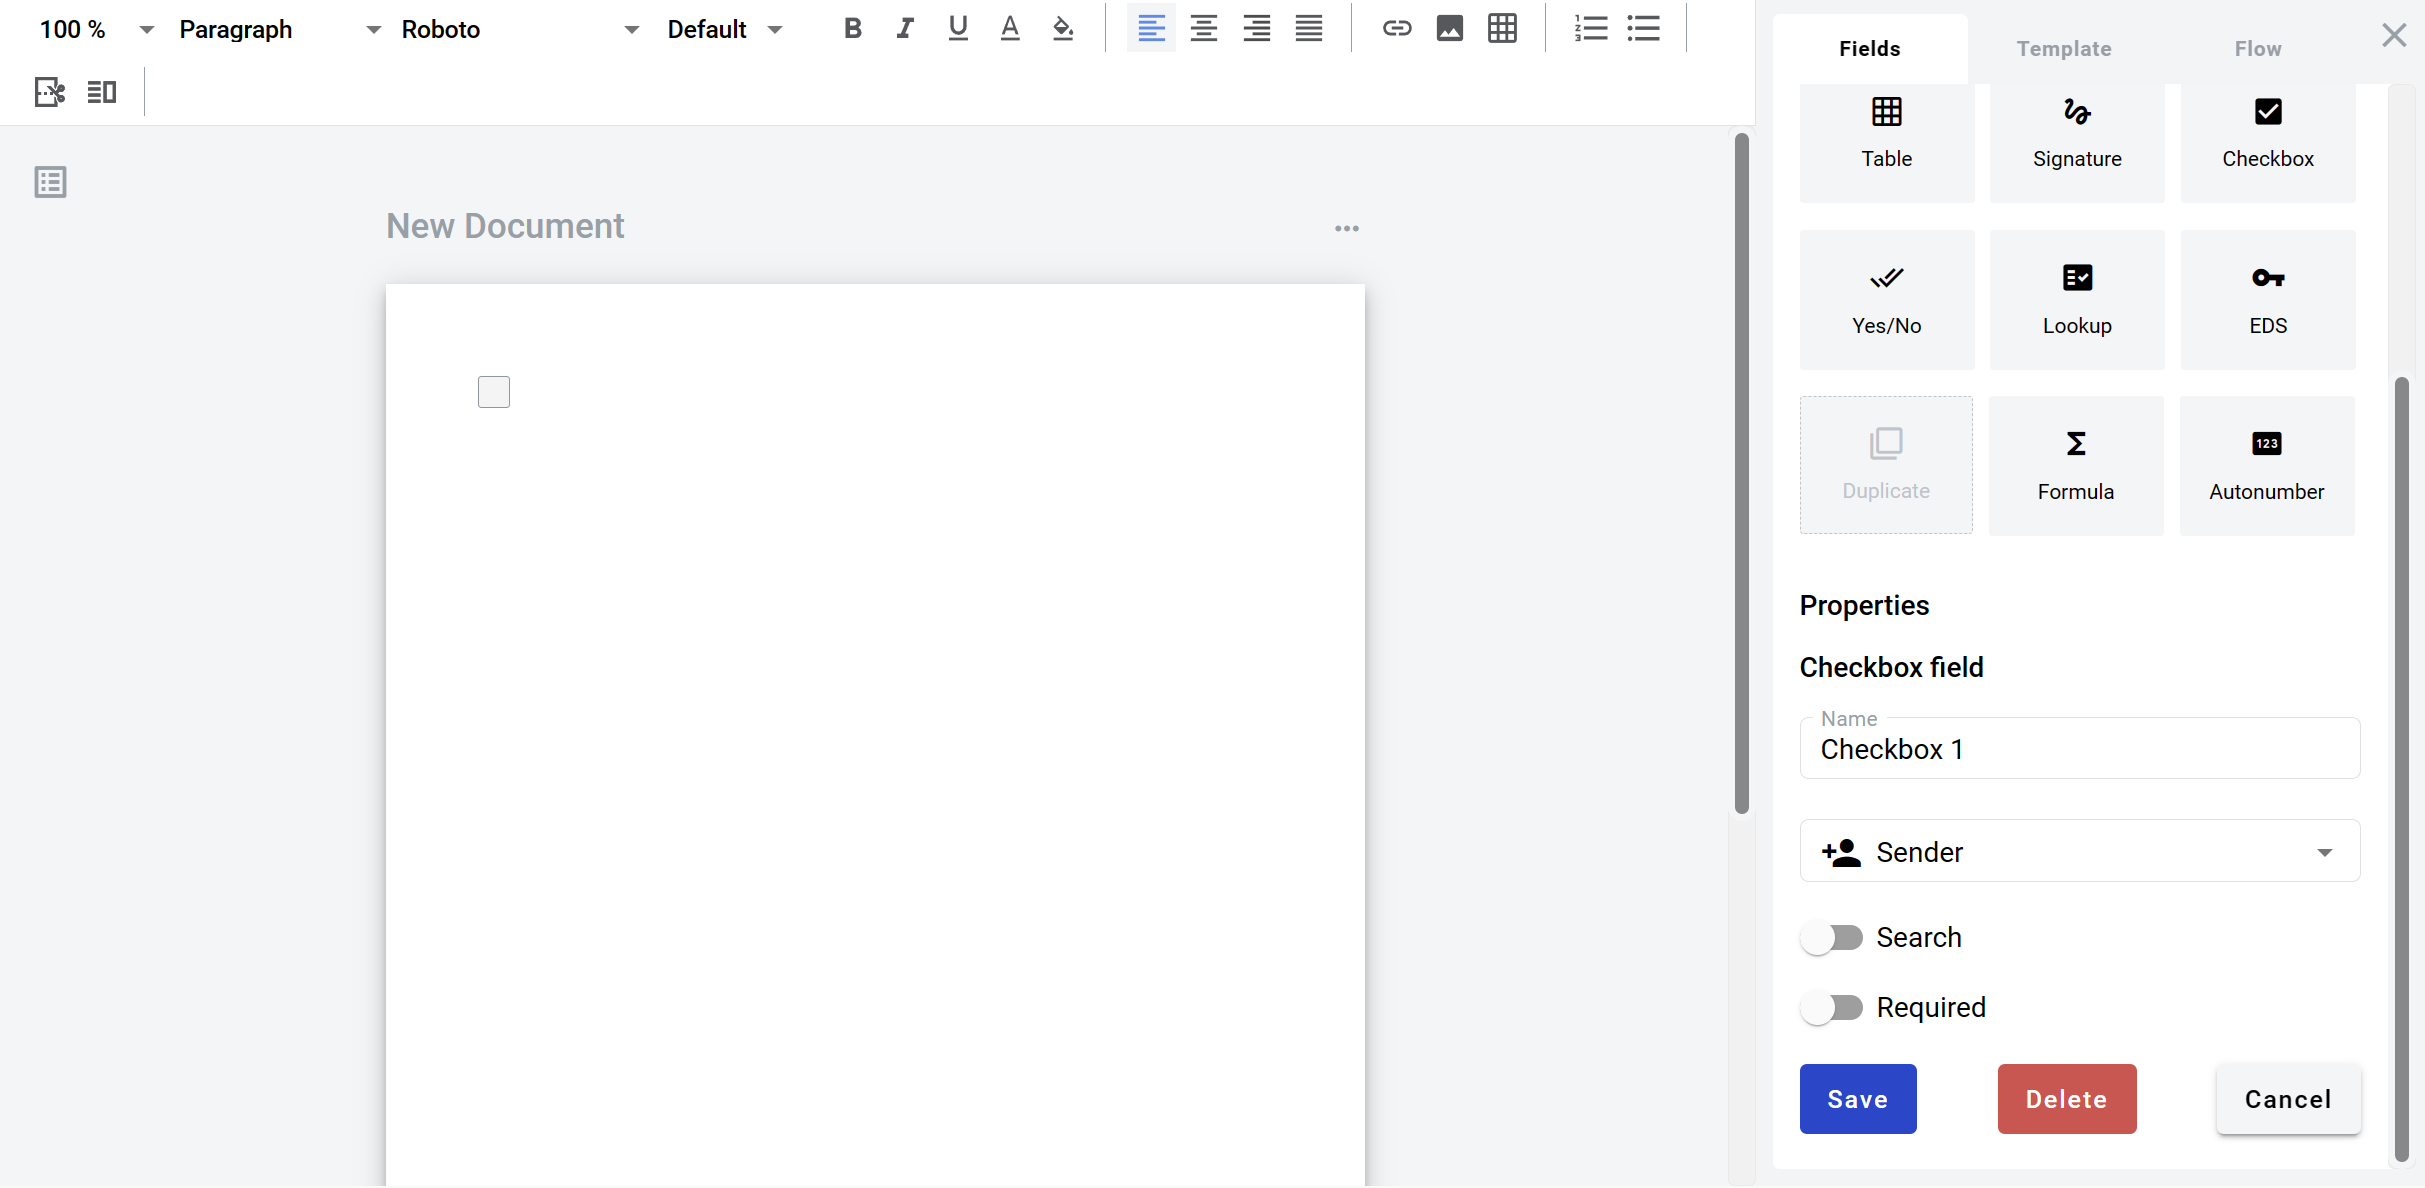 100 % Paragraph Roboto Default
Fields Template Flow
New Document
Table Signature Checkbox
Yes/No Lookup EDS
Duplicate Formula Autonumber
123
Properties
Checkbox field
Name
Checkbox 1
Sender
Search
Required
Save Delete Cancel